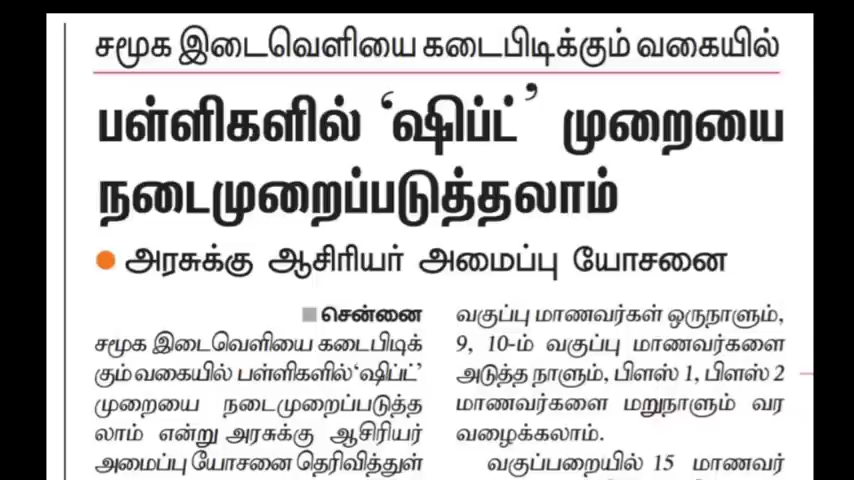 சமூக இடைவெளியை கடைபிடிக்கும் வகையில்
பள்ளிகளில் ‘ஷிப்ட்’ முறையை
நடைமுறைப்படுத்தலாம்
● அரசுக்கு ஆசிரியர் அமைப்பு யோசனை
■ சென்னை
சமூக இடைவெளியை கடைபிடிக்
கும் வகையில் பள்ளிகளில் ‘ஷிப்ட்’
முறையை நடைமுறைப்படுத்த
லாம் என்று அரசுக்கு ஆசிரியர்
அமைப்பு யோசனை தெரிவித்துள்
வகுப்பு மாணவர்கள் ஒருநாளும்,
9, 10-ம் வகுப்பு மாணவர்களை
அடுத்த நாளும், பிளஸ் 1, பிளஸ் 2
மாணவர்களை மறுநாளும் வர
வழைக்கலாம்.
வகுப்பறையில் 15 மாணவர்